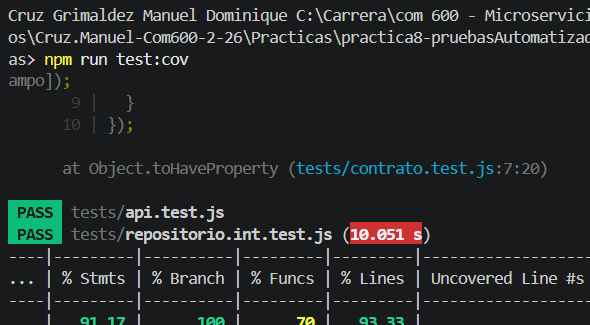 Cruz Grimaldez Manuel Dominique C:\Carrera\com 600 - Microservici
os\Cruz.Manuel-Com600-2-26\Practicas\practica8-pruebasAutomatizad
as> npm run test:cov
ampo]);
9 |   }
10 | });
at Object.toHaveProperty (tests/contrato.test.js:7:20)
PASS tests/api.test.js
PASS tests/repositorio.int.test.js (10.051 s)
----|---------|----------|---------|---------|-------------------
... | % Stmts | % Branch | % Funcs | % Lines | Uncovered Line #s
----|---------|----------|---------|---------|-------------------
| 91.17 | 100 | 70 | 93.33 |